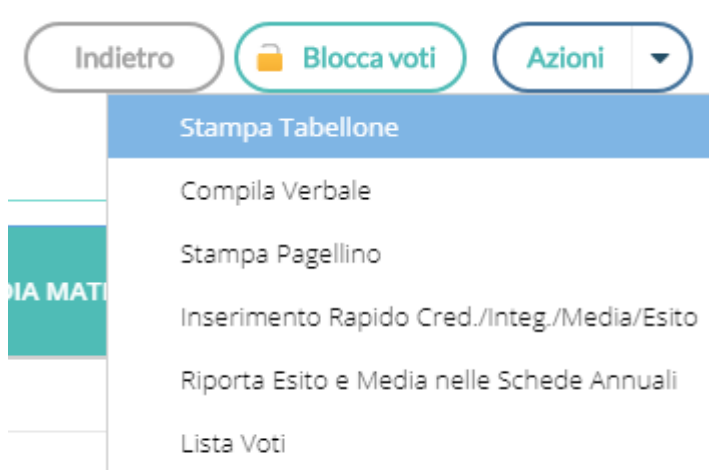 Indietro
Blocca voti
Azioni
Stampa Tabellone
Compila Verbale
Stampa Pagellino
Inserimento Rapido Cred./Integ./Media/Esito
Riporta Esito e Media nelle Schede Annuali
Lista Voti